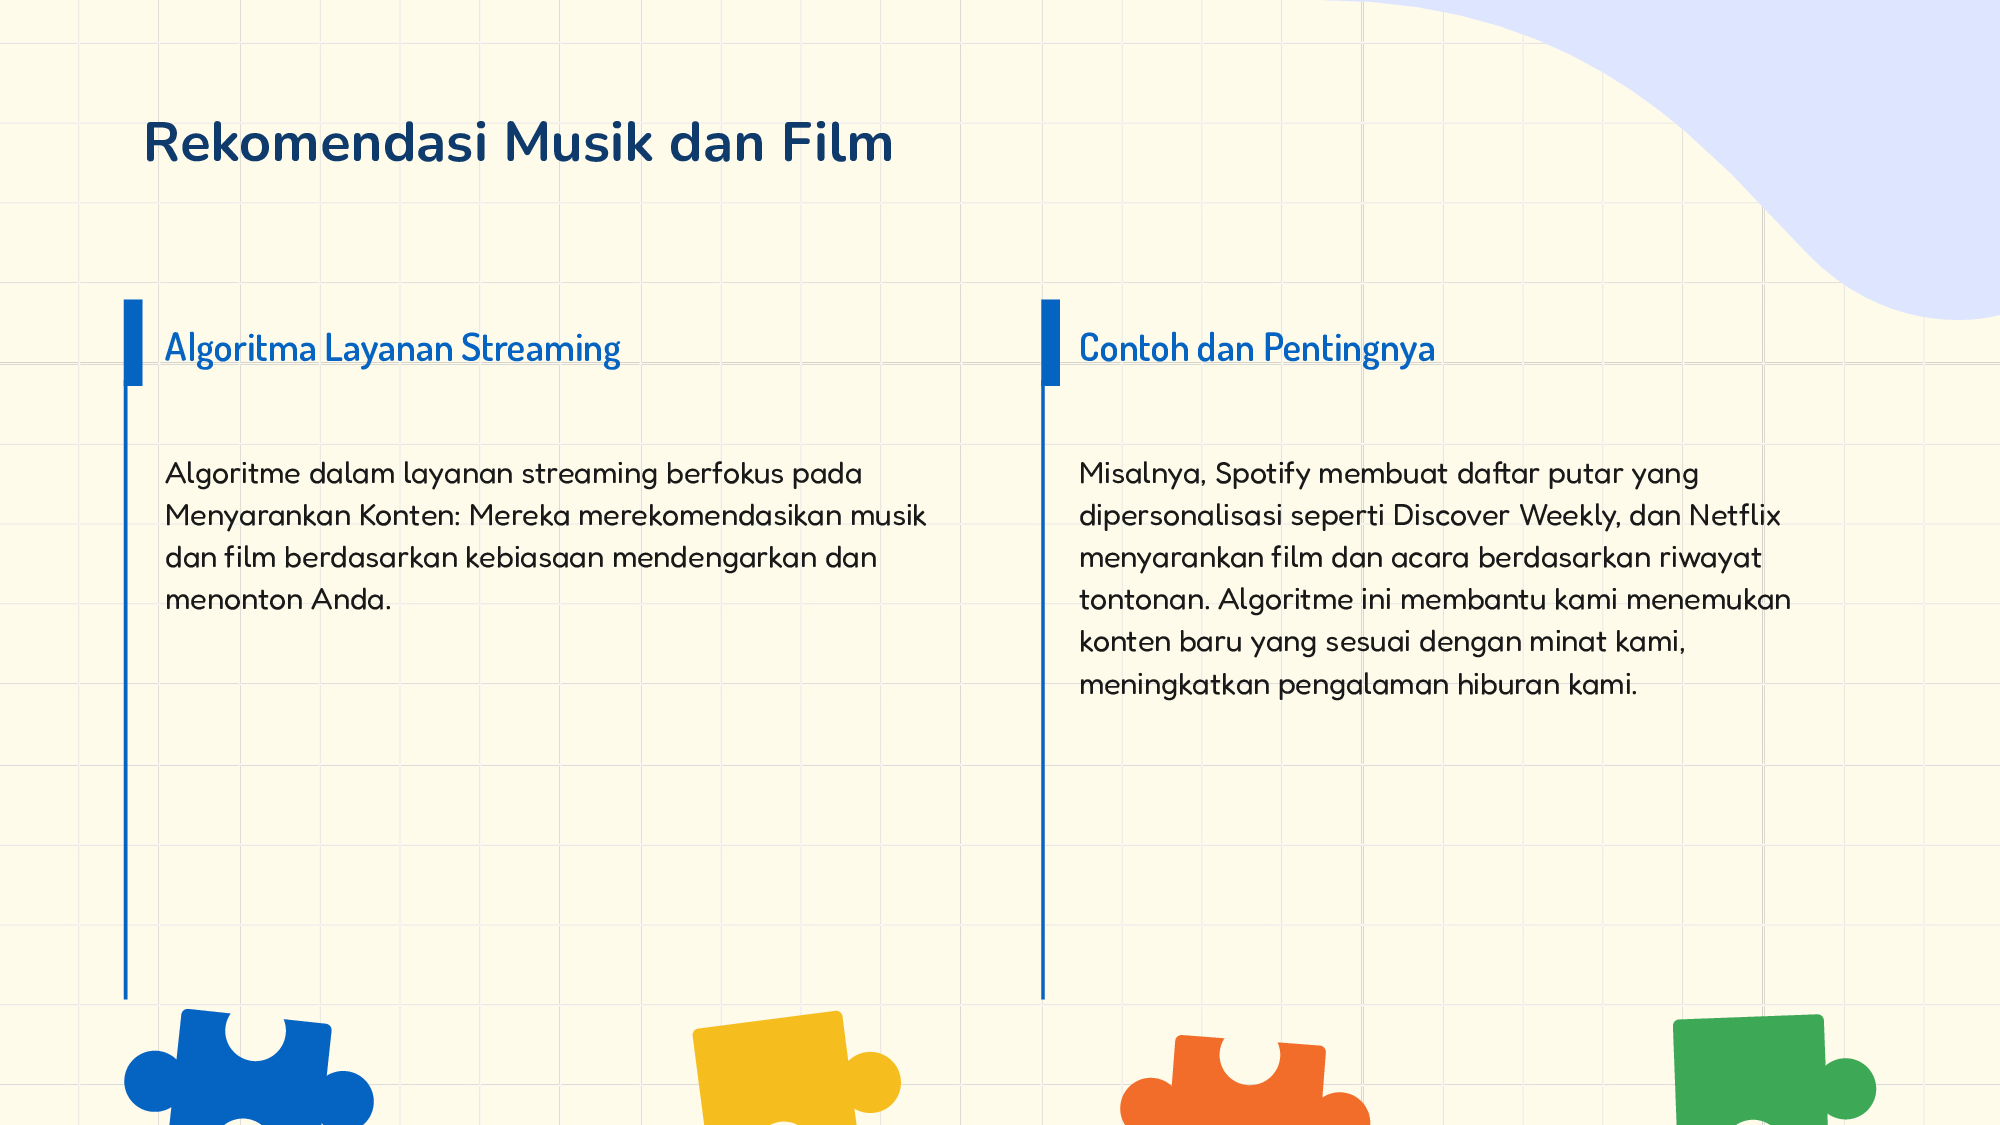 Rekomendasi Musik dan Film
Algoritma Layanan Streaming
Algoritme dalam layanan streaming berfokus pada
Menyarankan Konten: Mereka merekomendasikan musik
dan film berdasarkan kebiasaan mendengarkan dan
menonton Anda.
Contoh dan Pentingnya
Misalnya, Spotify membuat daftar putar yang
dipersonalisasi seperti Discover Weekly, dan Netflix
menyarankan film dan acara berdasarkan riwayat
tontonan. Algoritme ini membantu kami menemukan
konten baru yang sesuai dengan minat kami,
meningkatkan pengalaman hiburan kami.